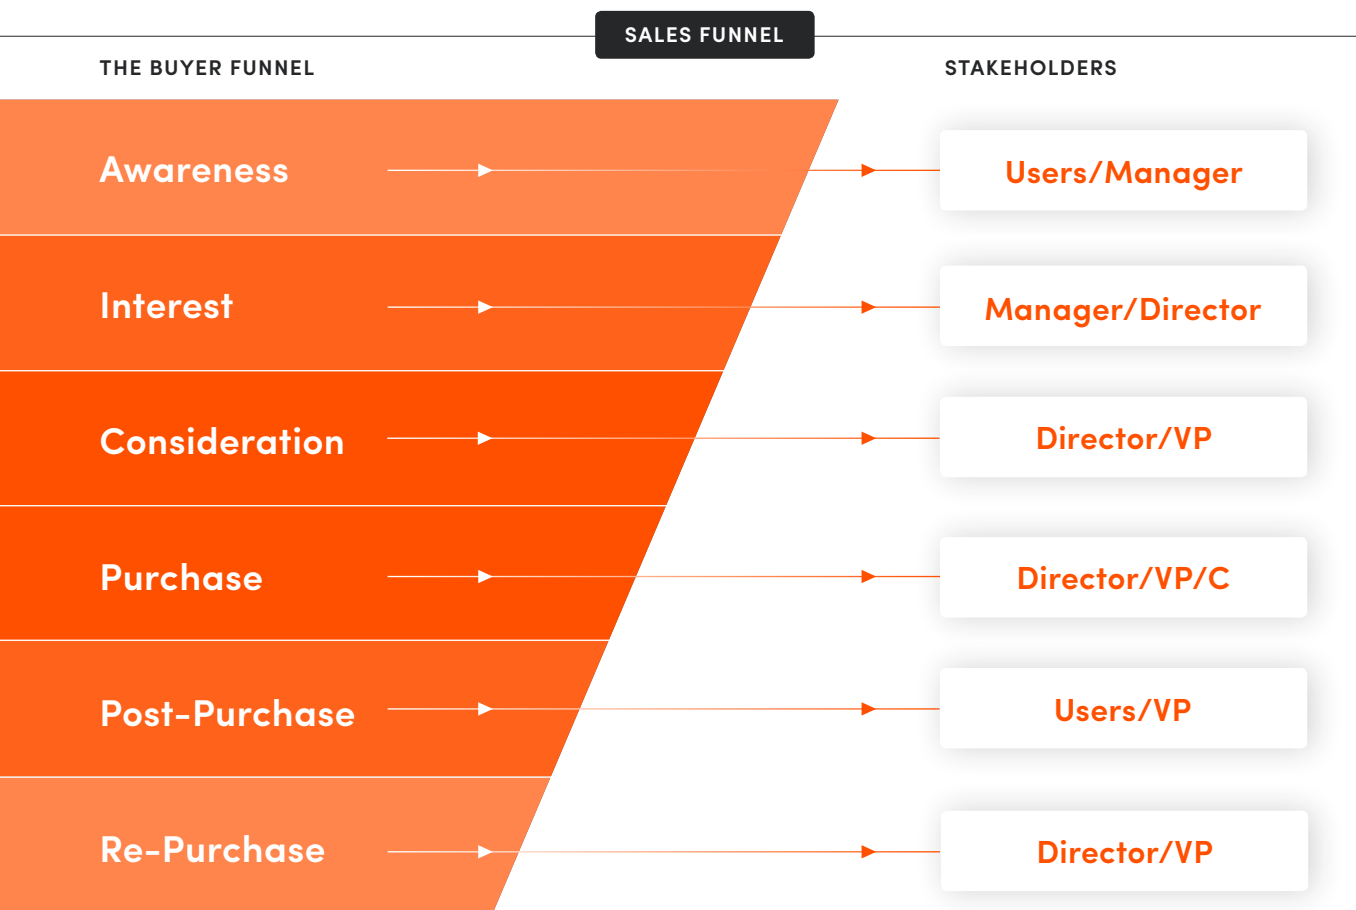 SALES FUNNEL
THE BUYER FUNNEL
STAKEHOLDERS
Awareness
Users/Manager
Interest
Manager/Director
Consideration
Director/VP
Purchase
Director/VP/C
Post-Purchase
Users/VP
Re-Purchase
Director/VP